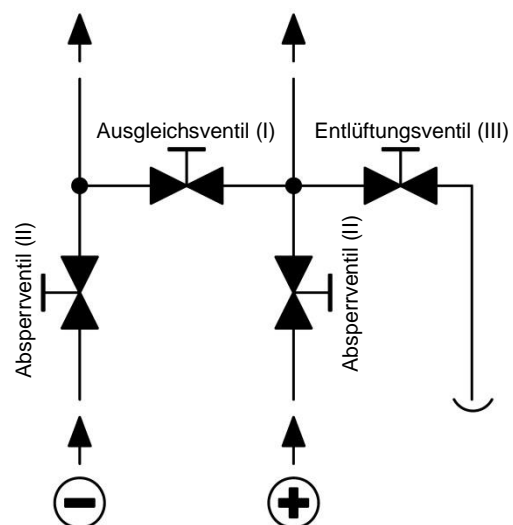 Ausgleichsventil (I)
Entlüftungsventil (III)
Absperrventil (II)
Absperrventil (II)
− +